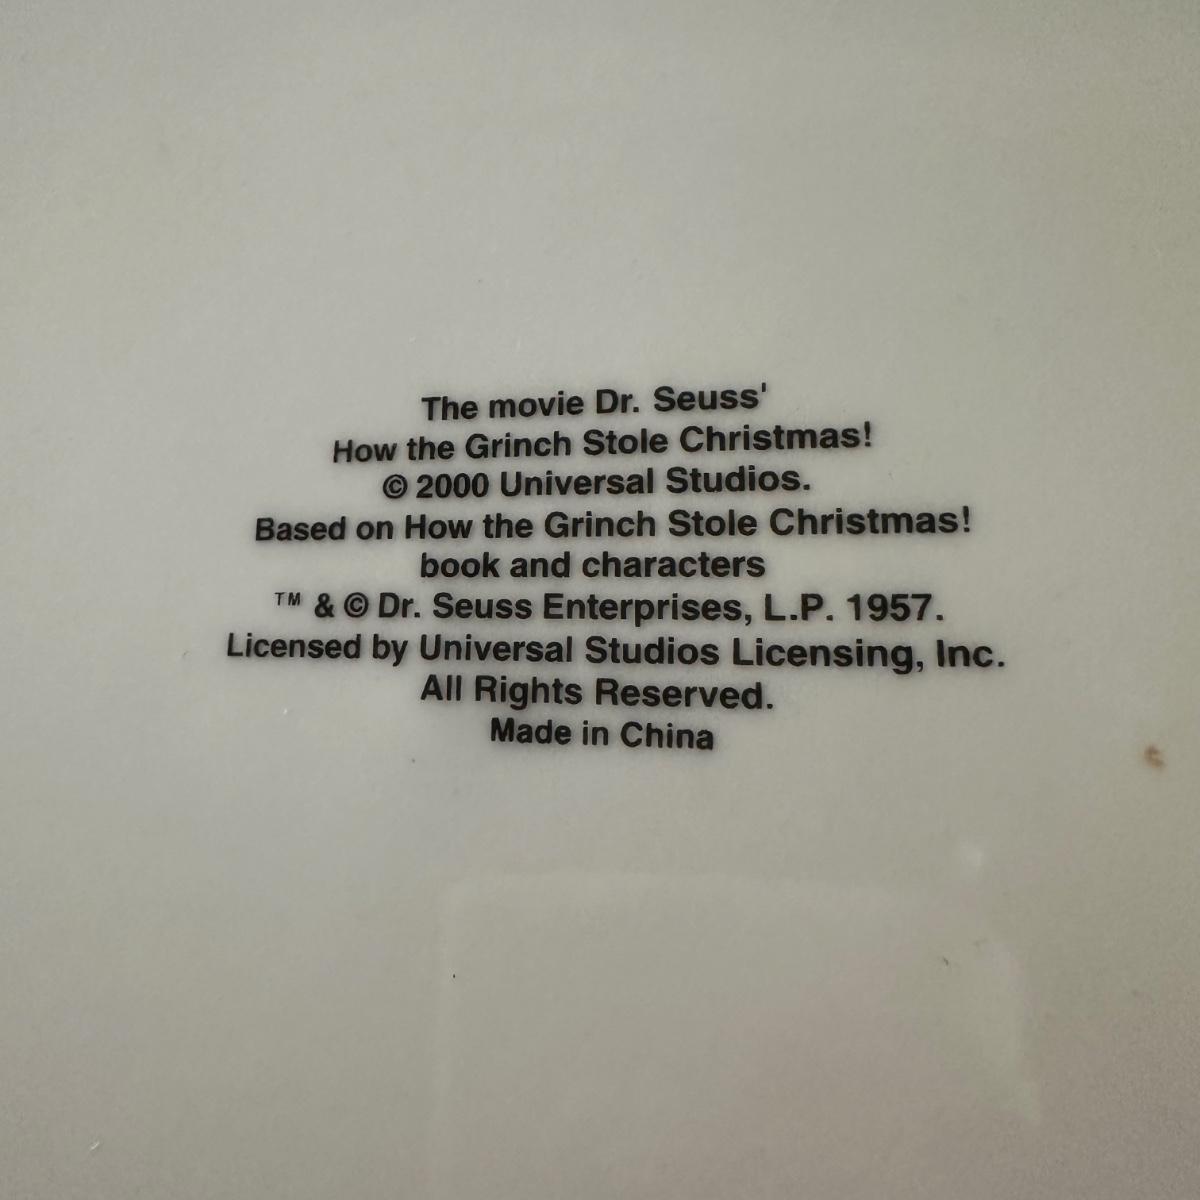 The movie Dr. Seuss'
How the Grinch Stole Christmas!
© 2000 Universal Studios.
Based on How the Grinch Stole Christmas!
book and characters
™ & © Dr. Seuss Enterprises, L.P. 1957.
Licensed by Universal Studios Licensing, Inc.
All Rights Reserved.
Made in China